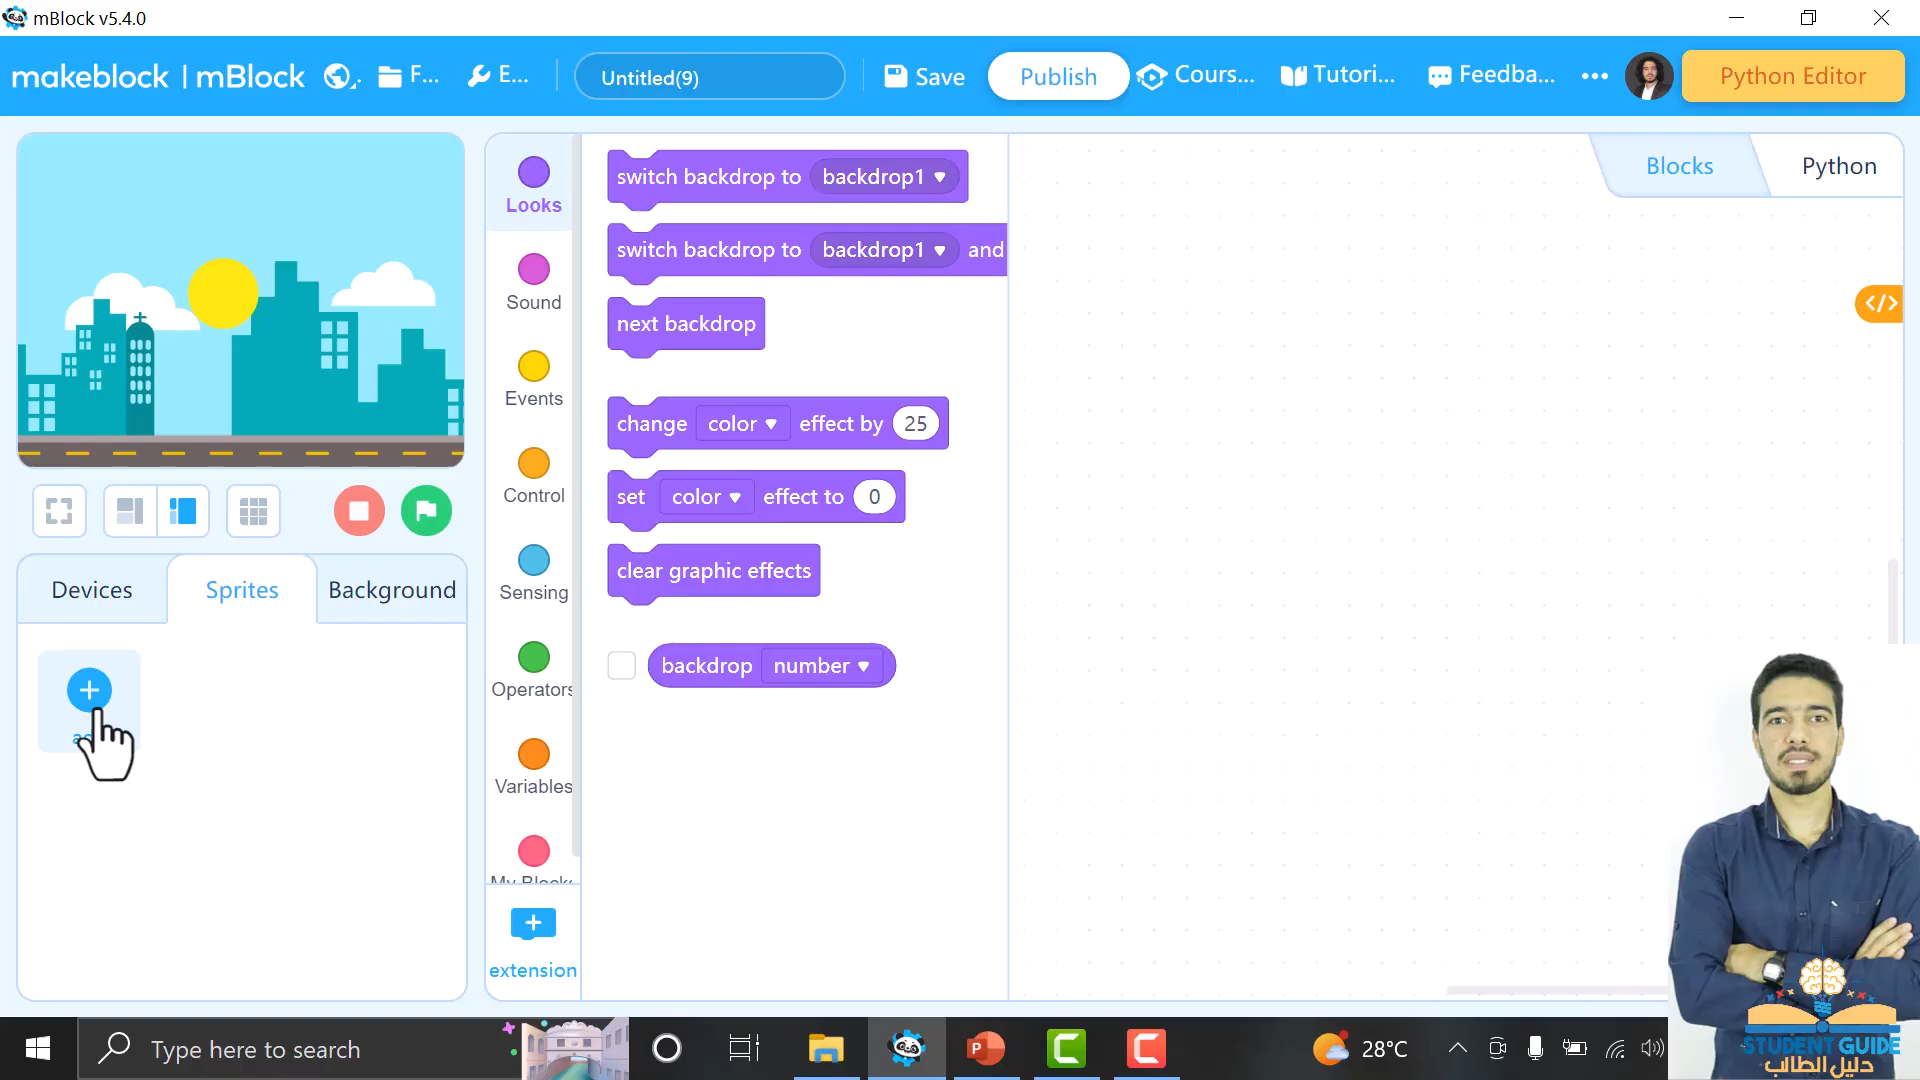 mBlock v5.4.0
makeblock | mBlock
F...
E...
Untitled(9)
Save
Publish
Cours...
Tutori...
Feedba...
Python Editor
Blocks
Python
Looks
Sound
Events
Control
Sensing
Operators
Variables
My Blocks
extension
switch backdrop to backdrop1
switch backdrop to backdrop1 and
next backdrop
change color effect by 25
set color effect to 0
clear graphic effects
backdrop number
</>
Devices
Sprites
Background
Type here to search
28°C
STUDENT GUIDE
دليل الطالب